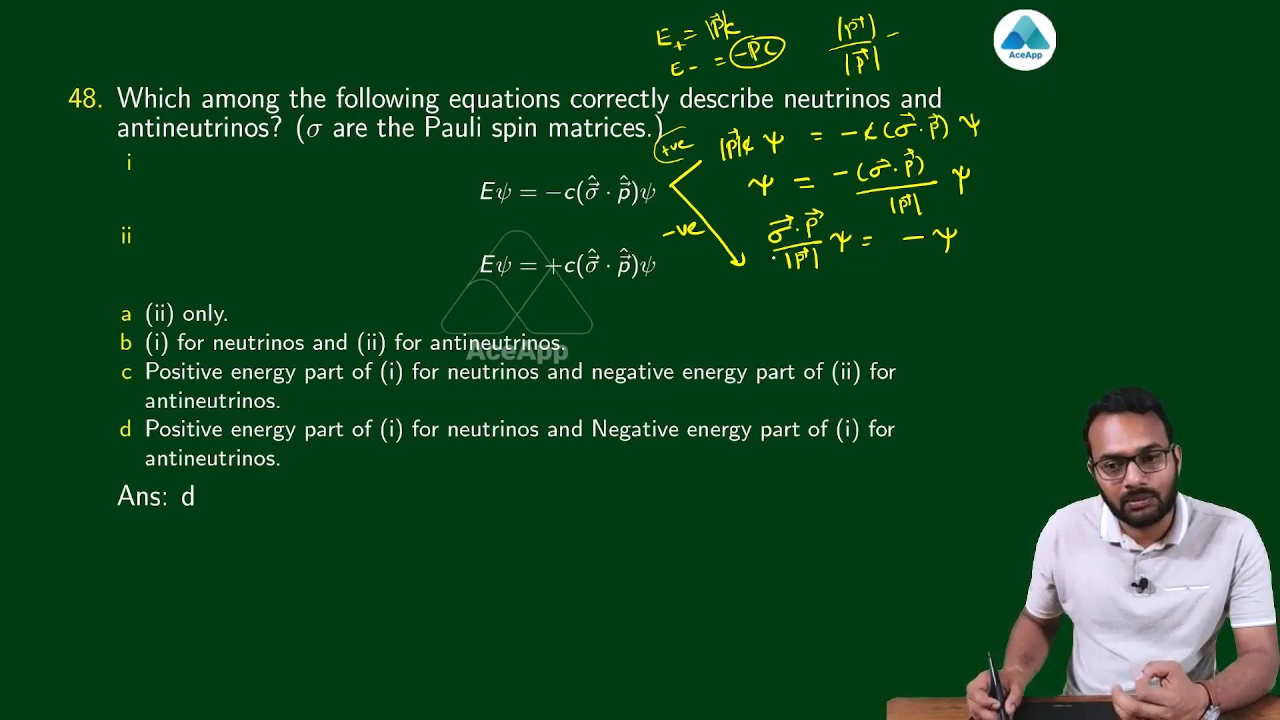 E₊ = |p⃗|c
E- = -pc
|p⃗|
|p⃗|
AceApp
48. Which among the following equations correctly describe neutrinos and
antineutrinos? (σ are the Pauli spin matrices.)
+ve |p⃗|c ψ = -c(σ⃗·p⃗) ψ
i
Eψ = −c(σ̂⃗ · p̂⃗)ψ
ψ = -(σ⃗·p⃗)/|p⃗| ψ
ii
-ve σ⃗·p⃗/|p⃗| ψ = -ψ
Eψ = +c(σ̂⃗ · p̂⃗)ψ
a (ii) only.
b (i) for neutrinos and (ii) for antineutrinos.
AceApp
c Positive energy part of (i) for neutrinos and negative energy part of (ii) for
antineutrinos.
d Positive energy part of (i) for neutrinos and Negative energy part of (i) for
antineutrinos.
Ans: d